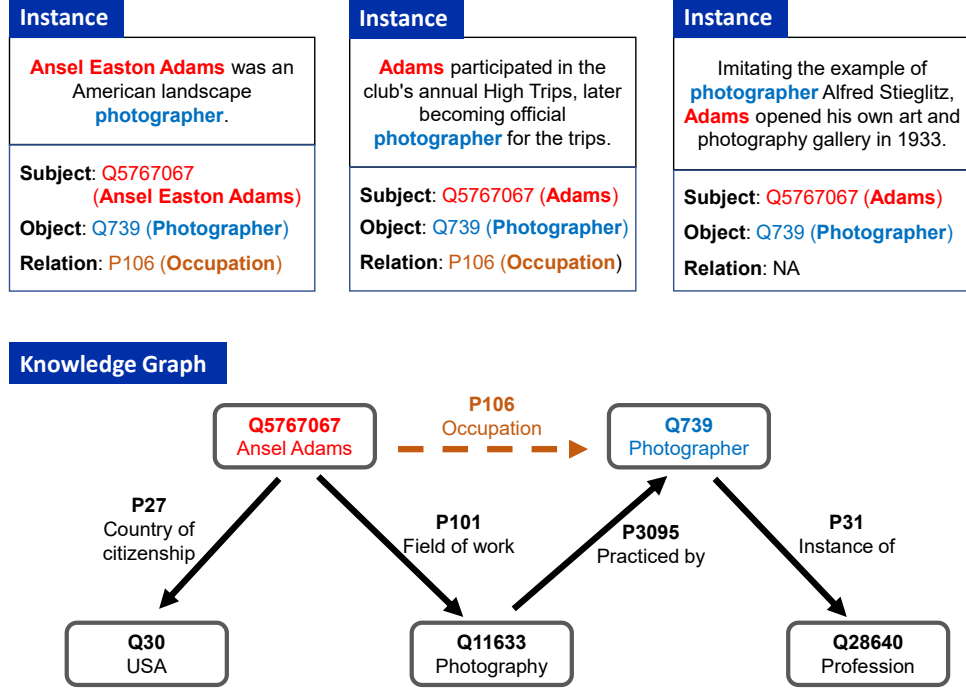 Instance
Ansel Easton Adams was an
American landscape
photographer.
Subject: Q5767067
(Ansel Easton Adams)
Object: Q739 (Photographer)
Relation: P106 (Occupation)
Instance
Adams participated in the
club's annual High Trips, later
becoming official
photographer for the trips.
Subject: Q5767067 (Adams)
Object: Q739 (Photographer)
Relation: P106 (Occupation)
Instance
Imitating the example of
photographer Alfred Stieglitz,
Adams opened his own art and
photography gallery in 1933.
Subject: Q5767067 (Adams)
Object: Q739 (Photographer)
Relation: NA
Knowledge Graph
Q5767067
Ansel Adams
P106
Occupation
Q739
Photographer
P27
Country of
citizenship
P101
Field of work
P3095
Practiced by
P31
Instance of
Q30
USA
Q11633
Photography
Q28640
Profession